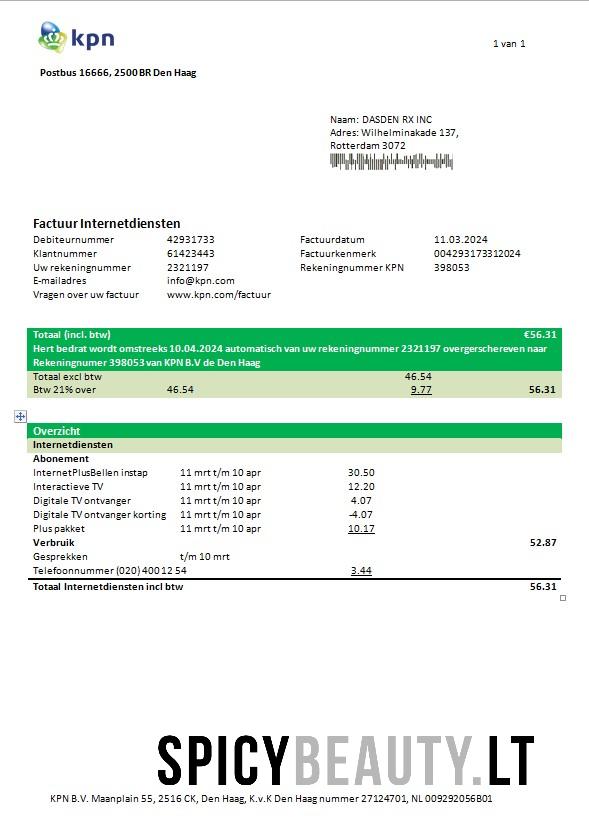 kpn
1 van 1
Postbus 16666, 2500 BR Den Haag
Naam: DASDEN RX INC
Adres: Wilhelminakade 137,
Rotterdam 3072
Factuur Internetdiensten
Debiteurnummer 42931733 Factuurdatum 11.03.2024
Klantnummer 61423443 Factuurkenmerk 004293173312024
Uw rekeningnummer 2321197 Rekeningnummer KPN 398053
E-mailadres info@kpn.com
Vragen over uw factuur www.kpn.com/factuur
Totaal (incl. btw) €56.31
Hert bedrat wordt omstreeks 10.04.2024 automatisch van uw rekeningnummer 2321197 overgerschereven naar
Rekeningnumer 398053 van KPN B.V de Den Haag
Totaal excl btw 46.54
Btw 21% over 46.54 9.77 56.31
Overzicht
Internetdiensten
Abonement
InternetPlusBellen instap 11 mrt t/m 10 apr 30.50
Interactieve TV 11 mrt t/m 10 apr 12.20
Digitale TV ontvanger 11 mrt t/m 10 apr 4.07
Digitale TV ontvanger korting 11 mrt t/m 10 apr -4.07
Plus pakket 11 mrt t/m 10 apr 10.17
Verbruik 52.87
Gesprekken t/m 10 mrt
Telefoonnummer (020) 400 12 54 3.44
Totaal Internetdiensten incl btw 56.31
SPICYBEAUTY.LT
KPN B.V. Maanplain 55, 2516 CK, Den Haag, K.v.K Den Haag nummer 27124701, NL 009292056B01